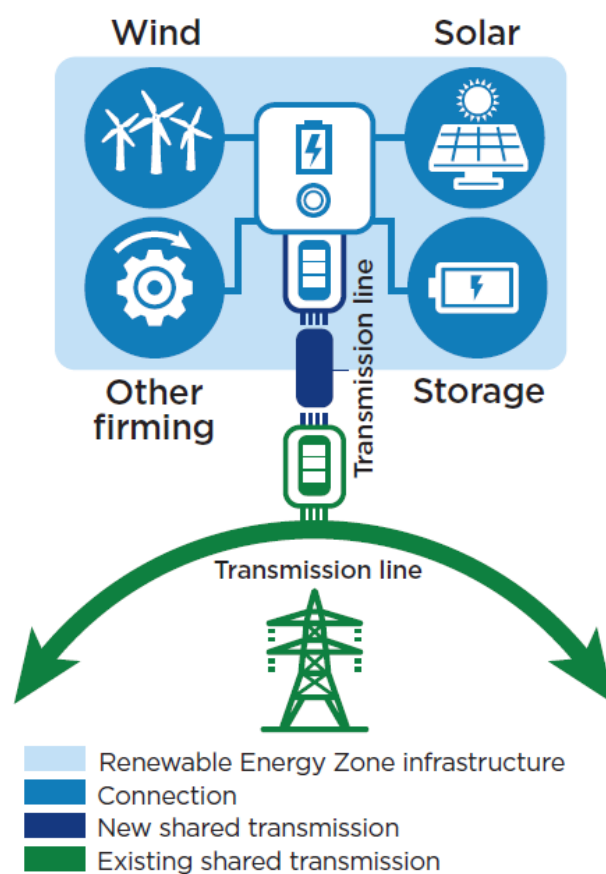 Wind
Solar
Other
firming
Storage
Transmission line
Transmission line
Renewable Energy Zone infrastructure
Connection
New shared transmission
Existing shared transmission